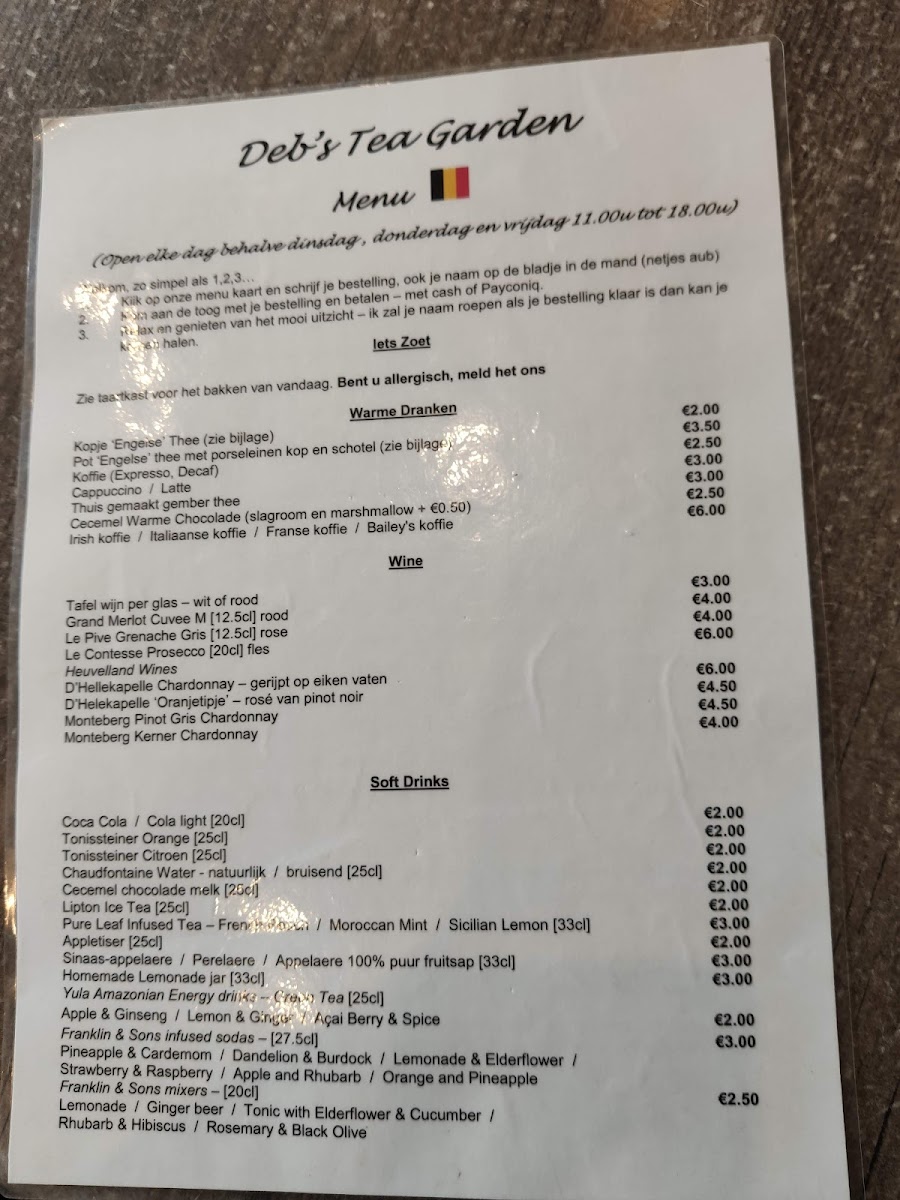 Deb's Tea Garden
Menu
(Open elke dag behalve dinsdag, donderdag en vrijdag 11.00u tot 18.00u)
zo simpel als 1,2,3...
Kijk op onze menu kaart en schrijf je bestelling, ook je naam op de bladje in de mand (netjes aub)
2. aan de toog met je bestelling en betalen – met cash of Payconiq.
3. Relax en genieten van het mooi uitzicht – ik zal je naam roepen als je bestelling klaar is dan kan je
halen.
Iets Zoet
Zie taartkast voor het bakken van vandaag. Bent u allergisch, meld het ons
Warme Dranken
Kopje 'Engelse' Thee (zie bijlage) €2.00
Pot 'Engelse' thee met porseleinen kop en schotel (zie bijlage) €3.50
Koffie (Expresso, Decaf) €2.50
Cappuccino / Latte €3.00
Thuis gemaakt gember thee €3.00
Cecemel Warme Chocolade (slagroom en marshmallow + €0.50) €2.50
Irish koffie / Italiaanse koffie / Franse koffie / Bailey's koffie €6.00
Wine
Tafel wijn per glas – wit of rood €3.00
Grand Merlot Cuvee M [12.5cl] rood €4.00
Le Pive Grenache Gris [12.5cl] rose €4.00
Le Contesse Prosecco [20cl] fles €6.00
Heuvelland Wines
D'Hellekapelle Chardonnay – gerijpt op eiken vaten €6.00
D'Helekapelle 'Oranjetipje' – rosé van pinot noir €4.50
Monteberg Pinot Gris Chardonnay €4.50
Monteberg Kerner Chardonnay €4.00
Soft Drinks
Coca Cola / Cola light [20cl] €2.00
Tonissteiner Orange [25cl] €2.00
Tonissteiner Citroen [25cl] €2.00
Chaudfontaine Water - natuurlijk / bruisend [25cl] €2.00
Cecemel chocolade melk [25cl] €2.00
Lipton Ice Tea [25cl] €2.00
Pure Leaf Infused Tea – / Moroccan Mint / Sicilian Lemon [33cl] €3.00
Appletiser [25cl] €2.00
Sinaas-appelaere / Perelaere / Appelaere 100% puur fruitsap [33cl] €3.00
Homemade Lemonade jar [33cl] €3.00
Yula Amazonian Energy drinks – Green Tea [25cl]
Apple & Ginseng / Lemon & Ginger / Açai Berry & Spice €2.00
Franklin & Sons infused sodas – [27.5cl] €3.00
Pineapple & Cardemom / Dandelion & Burdock / Lemonade & Elderflower /
Strawberry & Raspberry / Apple and Rhubarb / Orange and Pineapple
Franklin & Sons mixers – [20cl] €2.50
Lemonade / Ginger beer / Tonic with Elderflower & Cucumber /
Rhubarb & Hibiscus / Rosemary & Black Olive